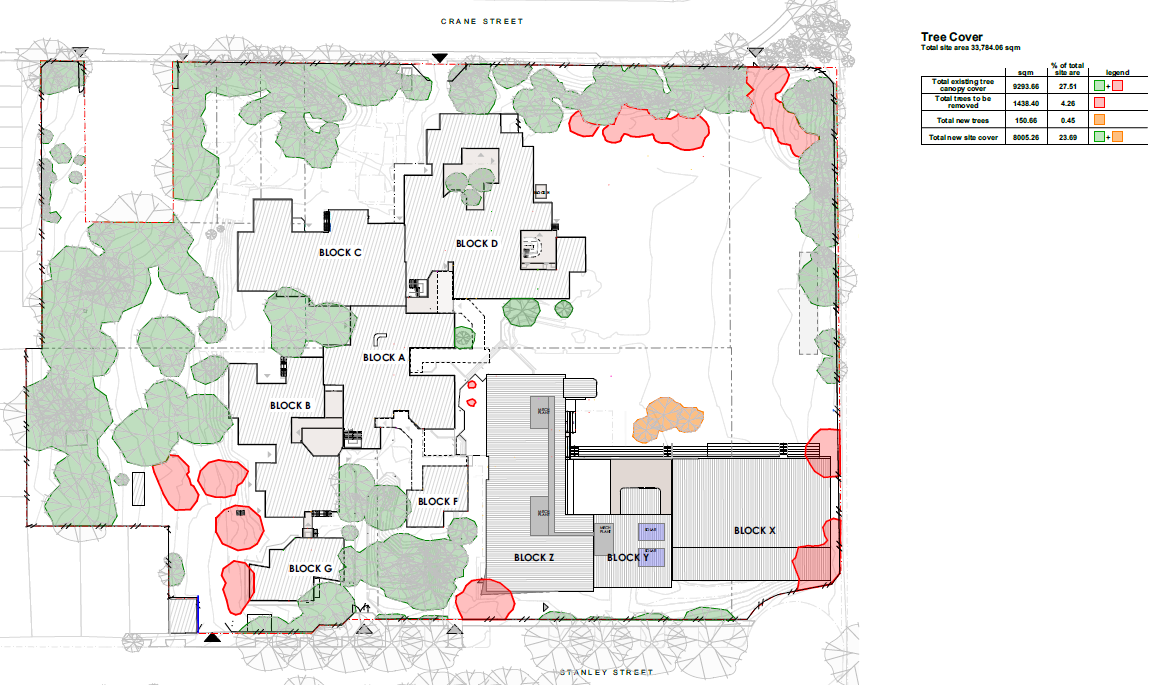 CRANE STREET
Tree Cover
Total site area 33,784.06 sqm
sqm
% of total
site are
legend
Total existing tree
canopy cover
9293.66
27.51
+
Total trees to be
removed
1438.40
4.26
Total new trees
150.66
0.45
Total new site cover
8005.26
23.69
+
BLOCK D
BLOCK C
BLOCK A
BLOCK B
BLOCK F
BLOCK G
BLOCK Z
BLOCK Y
BLOCK X
MECH
PLANT
STANLEY STREET